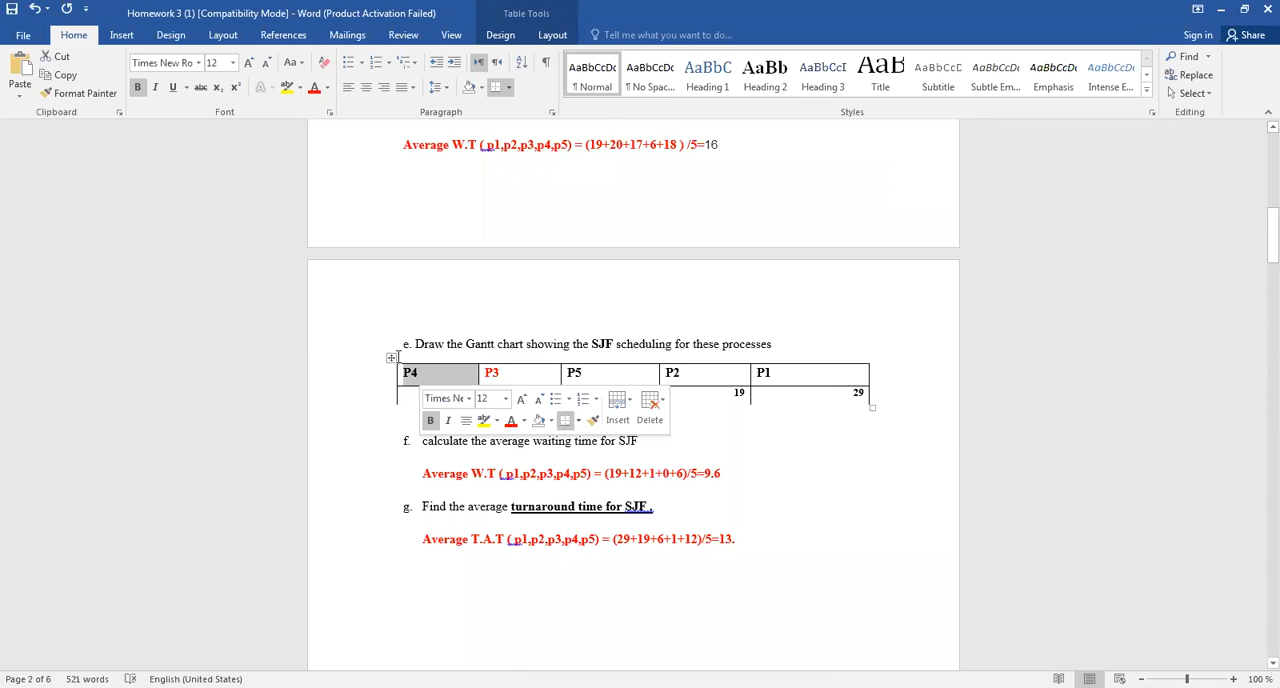 Homework 3 (1) [Compatibility Mode] - Word (Product Activation Failed)
Table Tools
File Home Insert Design Layout References Mailings Review View Design Layout Tell me what you want to do... Sign in Share
Paste
Cut
Copy
Format Painter
Clipboard
Times New Ro 12
Font
Paragraph
AaBbCcDc AaBbCcDc AaBbC AaBb AaBbCcI AaB AaBbCcD AaBbCcDı AaBbCcDı AaBbCcDı
¶ Normal ¶ No Spac... Heading 1 Heading 2 Heading 3 Title Subtitle Subtle Em... Emphasis Intense E...
Styles
Find
Replace
Select
Editing
Average W.T ( p1,p2,p3,p4,p5) = (19+20+17+6+18 ) /5=16
e. Draw the Gantt chart showing the SJF scheduling for these processes
P4 P3 P5 P2 P1
19 29
Times Ne 12
B I Insert Delete
f. calculate the average waiting time for SJF
Average W.T ( p1,p2,p3,p4,p5) = (19+12+1+0+6)/5=9.6
g. Find the average turnaround time for SJF .
Average T.A.T ( p1,p2,p3,p4,p5) = (29+19+6+1+12)/5=13.
Page 2 of 6 521 words English (United States) 100 %